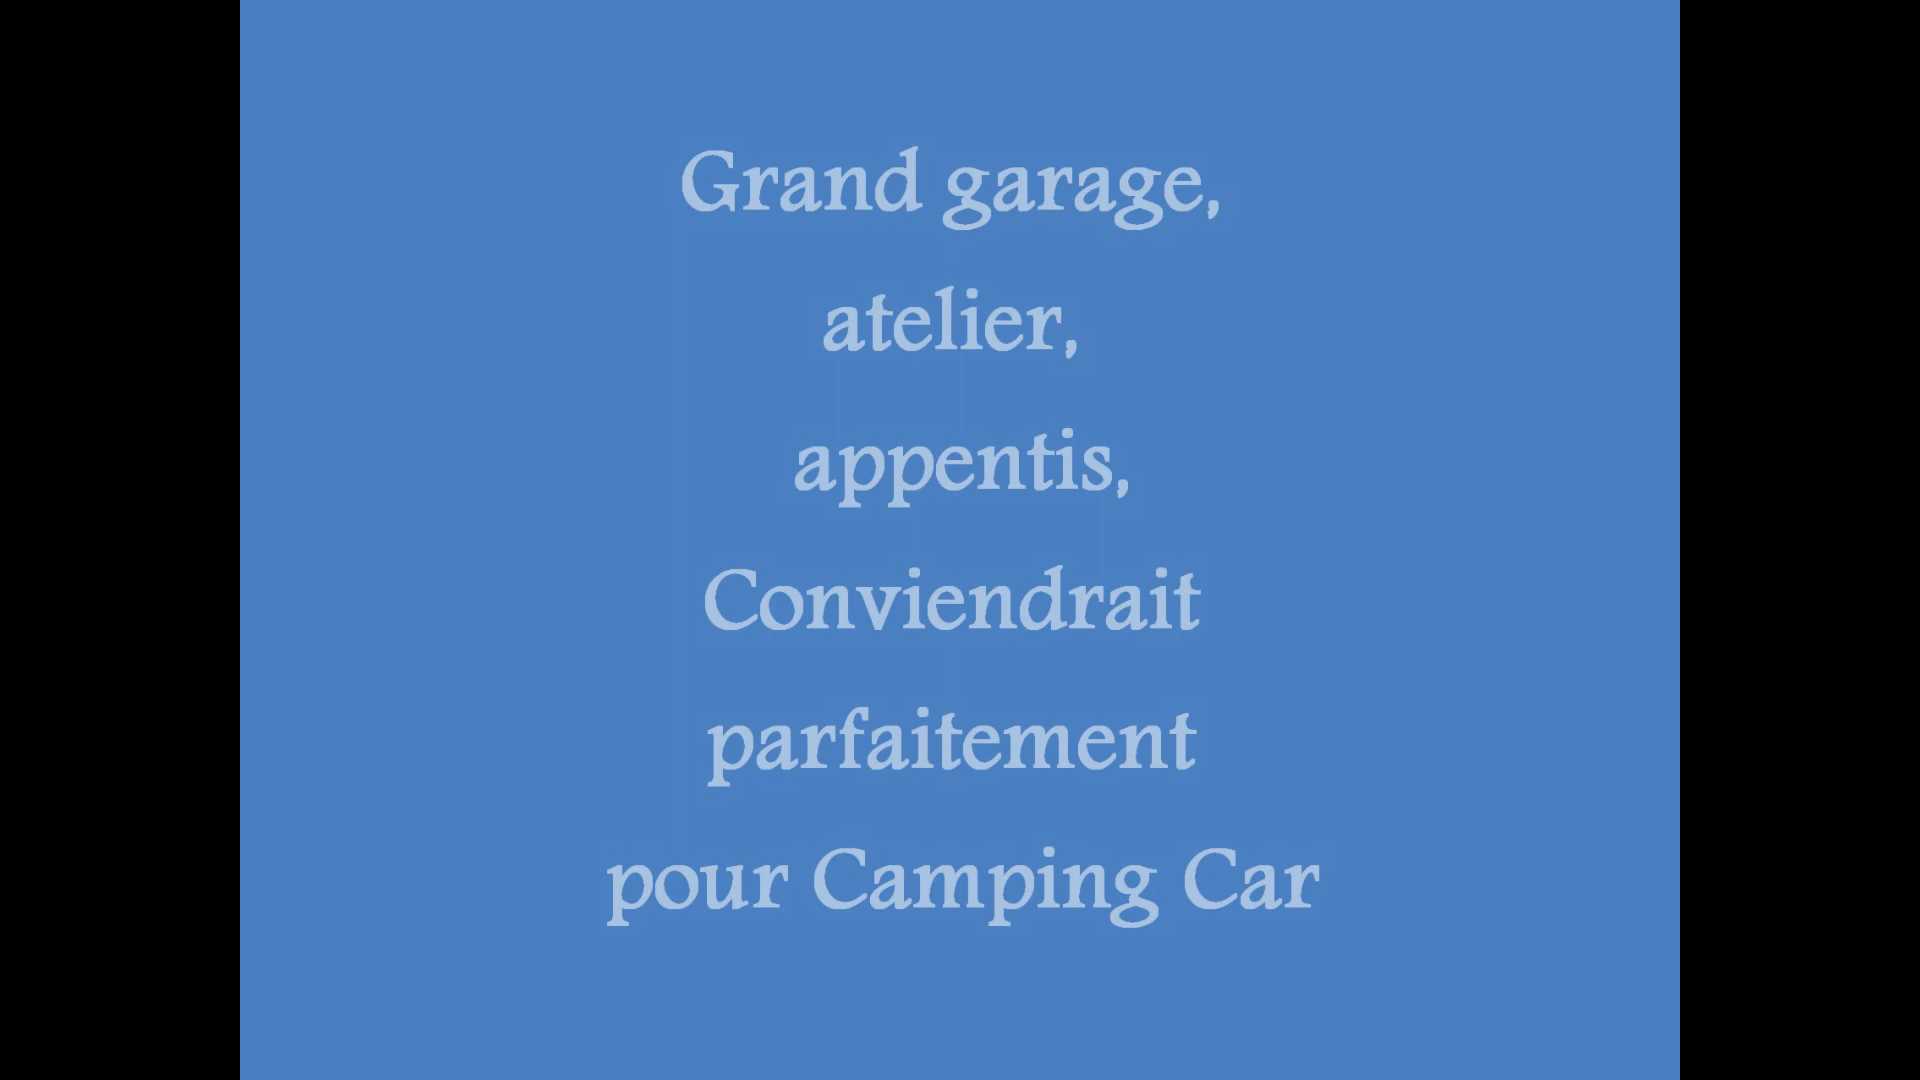 Grand garage,
atelier,
appentis,
Conviendrait
parfaitement
pour Camping Car